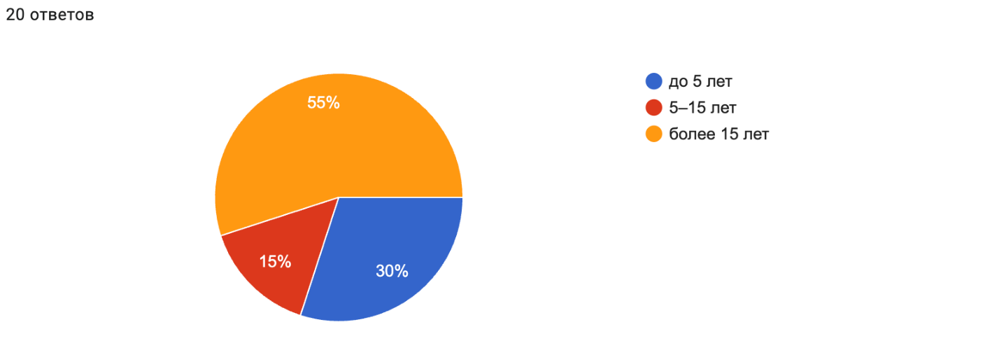 20 ответов
55%
15%
30%
до 5 лет
5–15 лет
более 15 лет